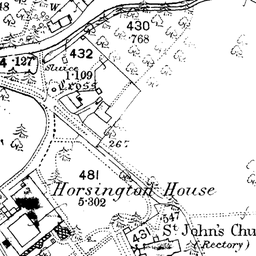 48
W
430
·768
432
4·127
Sluice
1·109
Cross
267
481
Horsington House
5·302
·547
431
St John's Chu
(Rectory)